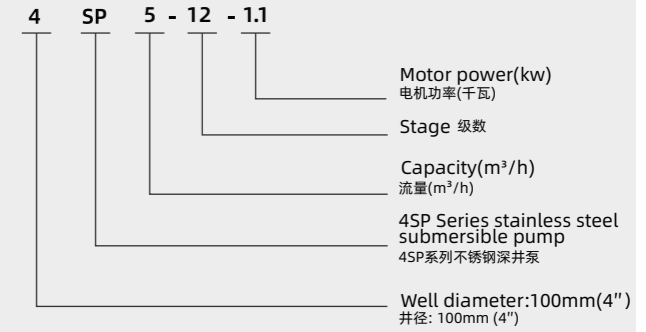 4 SP 5 - 12 - 1.1
Motor power(kw)
电机功率(千瓦)
Stage 级数
Capacity(m³/h)
流量(m³/h)
4SP Series stainless steel
submersible pump
4SP系列不锈钢深井泵
Well diameter:100mm(4″)
井径: 100mm (4″)